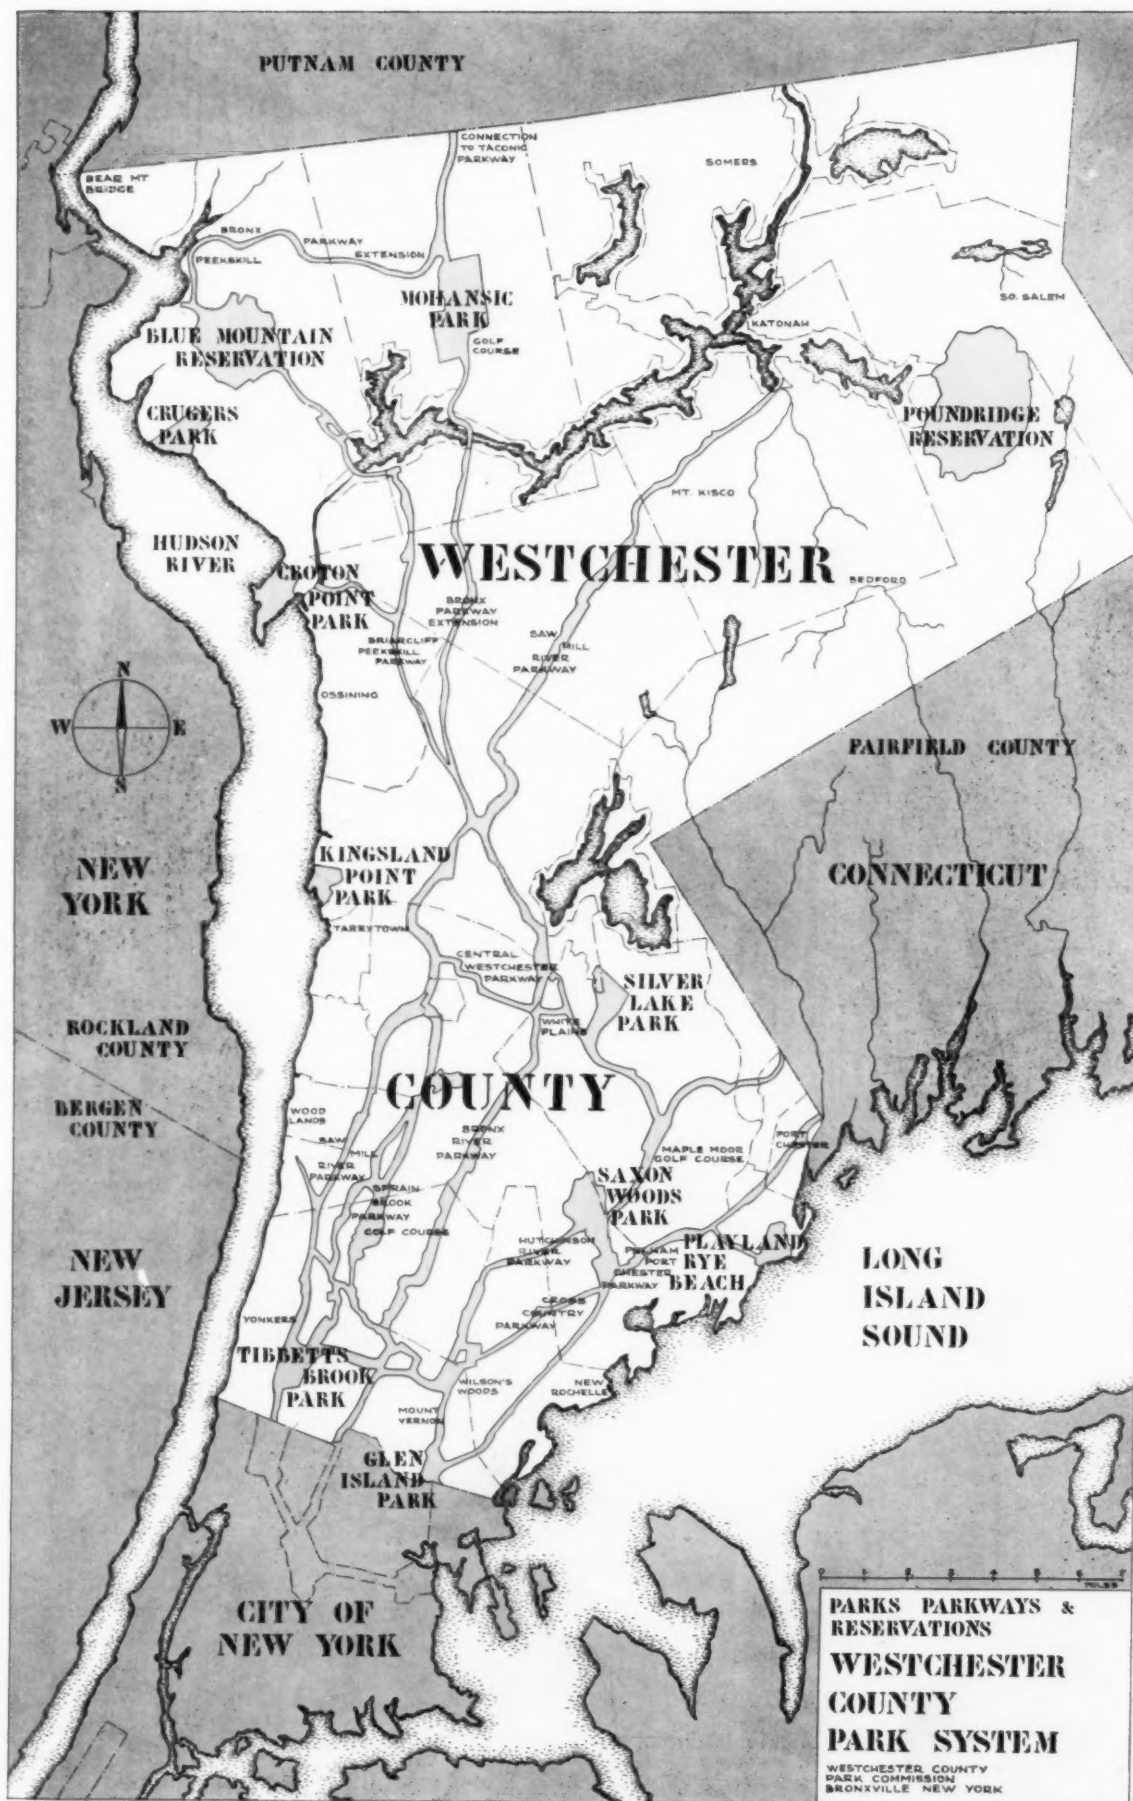 PUTNAM COUNTY
CONNECTION
TO TACONIC
PARKWAY
SOMERS
BEAR MT
BRIDGE
BRONX
PARKWAY
EXTENSION
PEEKSKILL
SO. SALEM
MOHANSIC
PARK
GOLF
COURSE
KATONAH
BLUE MOUNTAIN
RESERVATION
CRUGERS
PARK
POUNDRIDGE
RESERVATION
MT. KISCO
HUDSON
RIVER
WESTCHESTER
CROTON
POINT
PARK
BEDFORD
BRONX
PARKWAY
EXTENSION
BRIARCLIFF
PEEKSKILL
PARKWAY
SAW
MILL
RIVER
PARKWAY
OSSINING
N
W E
S
FAIRFIELD COUNTY
NEW
YORK
KINGSLAND
POINT
PARK
CONNECTICUT
TARRYTOWN
CENTRAL
WESTCHESTER
PARKWAY
SILVER
LAKE
PARK
WHITE
PLAINS
ROCKLAND
COUNTY
COUNTY
BERGEN
COUNTY
WOOD
LANDS
SAW
MILL
RIVER
PARKWAY
BRONX
RIVER
PARKWAY
PORT
CHESTER
MAPLE MOOR
GOLF COURSE
SPRAIN
BROOK
PARKWAY
GOLF COURSE
SAXON
WOODS
PARK
HUTCHINSON
RIVER
PARKWAY
PELHAM
PORT
CHESTER
PARKWAY
PLAYLAND
RYE
BEACH
NEW
JERSEY
LONG
ISLAND
SOUND
CROSS
COUNTRY
PARKWAY
YONKERS
TIBBETTS
BROOK
PARK
WILSON'S
WOODS
NEW
ROCHELLE
MOUNT
VERNON
GLEN
ISLAND
PARK
CITY OF
NEW YORK
MILES
PARKS PARKWAYS &
RESERVATIONS
WESTCHESTER
COUNTY
PARK SYSTEM
WESTCHESTER COUNTY
PARK COMMISSION
BRONXVILLE NEW YORK